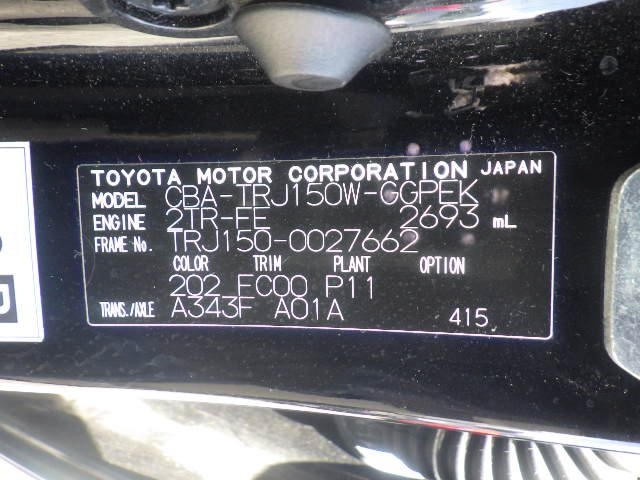 TOYOTA MOTOR CORPORATION JAPAN
MODEL CBA-TRJ150W-GGPEK
ENGINE 2TR-FE 2693 mL
FRAME No. TRJ150-0027662
COLOR TRIM PLANT OPTION
202 FC00 P11
TRANS./AXLE A343F A01A 415